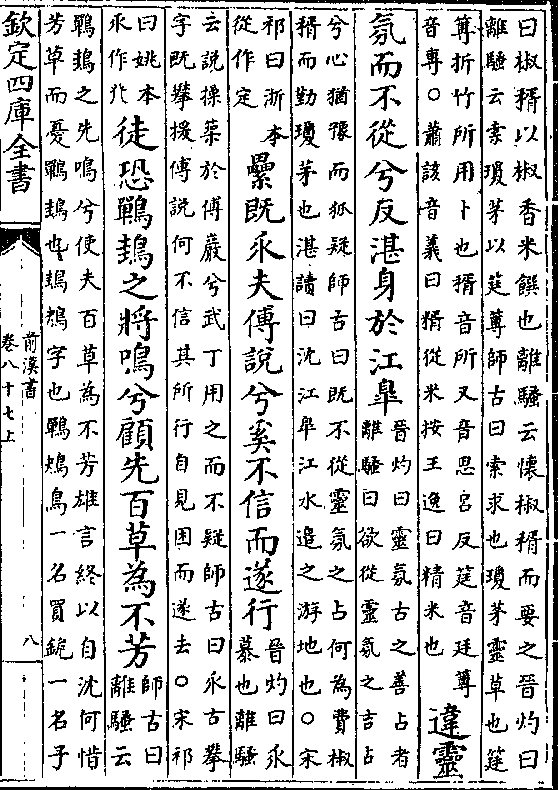 曰椒糈以椒香米饌也離騷云懷椒糈而要之晉灼曰
離騷云索瓊茅以筳篿師古曰索求也瓊茅靈草也筳
篿折竹所用卜也糈音所又音思呂反筳音廷篿
音專○蕭該音義曰糈從米按王逸曰精米也
違靈
氛而不從兮反湛身於江臯
晉灼曰靈氛古之善占者
離騷曰欲從靈氛之吉占
兮心猶豫而狐疑師古曰既不從靈氛之占何為費椒
糈而勤瓊茅也湛讀曰沈江臯江水邉之游地也○宋
祁曰浙本
從作定
纍既𠬸夫傅說兮奚不信而遂行
晉灼曰𠬸
慕也離騷
云說操築於傅巖兮武丁用之而不疑師古曰𠬸古攀
字既攀援傅說何不信其所行自見困而遂去○宋祁
曰姚本
𠬸作𠬜
徒恐鷤䳏之將鳴兮顧先百草為不芳
師古曰
離騷云
鷤䳏之先鳴兮使夫百草為不芳雄言終以自沈何惜
芳草而憂鷤䳏也䳏鴂字也鷤鴂鳥一名買鵤一名子
欽定四庫全書
前漢書
卷八十七上
八